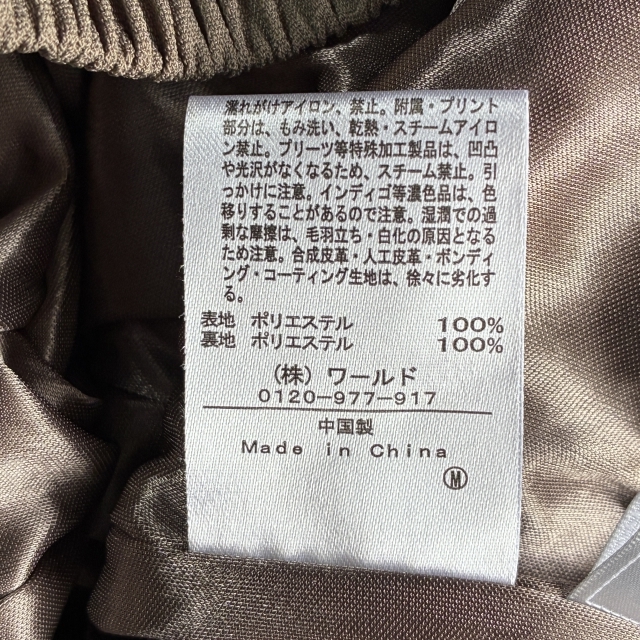 濡れがけアイロン、禁止。附属・プリント
部分は、もみ洗い、乾熱・スチームアイロ
ン禁止。プリーツ等特殊加工製品は、凹凸
や光沢がなくなるため、スチーム禁止。引
っかけに注意。インディゴ等濃色品は、色
移りすることがあるので注意。湿潤での過
剰な摩擦は、毛羽立ち・白化の原因となる
ため注意。合成皮革・人工皮革・ボンディ
ング・コーティング生地は、徐々に劣化す
る。
表地 ポリエステル 100%
裏地 ポリエステル 100%
（株）ワールド
0120-977-917
中国製
Made in China
M